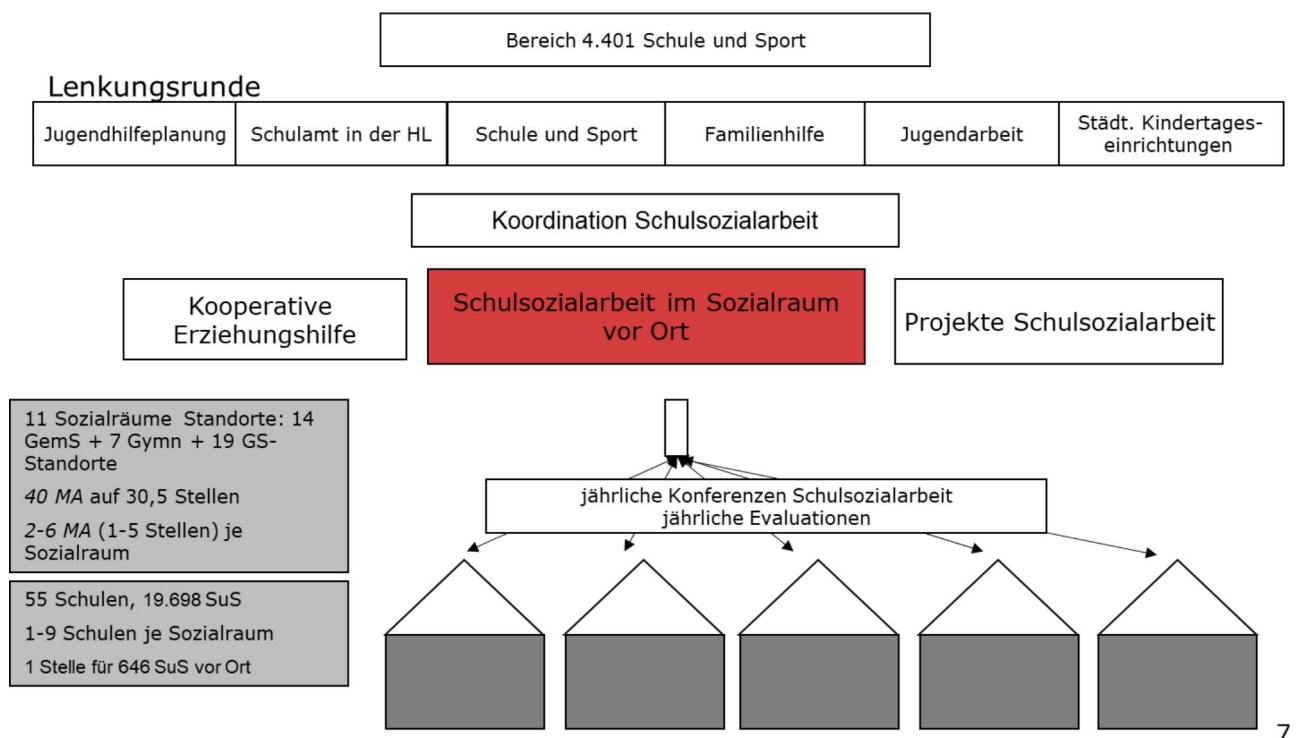 Bereich 4.401 Schule und Sport
Lenkungsrunde
Jugendhilfeplanung
Schulamt in der HL
Schule und Sport
Familienhilfe
Jugendarbeit
Städt. Kindertages-
einrichtungen
Koordination Schulsozialarbeit
Kooperative
Erziehungshilfe
Schulsozialarbeit im Sozialraum
vor Ort
Projekte Schulsozialarbeit
11 Sozialräume Standorte: 14
GemS + 7 Gymn + 19 GS-
Standorte
40 MA auf 30,5 Stellen
2-6 MA (1-5 Stellen) je
Sozialraum
jährliche Konferenzen Schulsozialarbeit
jährliche Evaluationen
55 Schulen, 19.698 SuS
1-9 Schulen je Sozialraum
1 Stelle für 646 SuS vor Ort
7